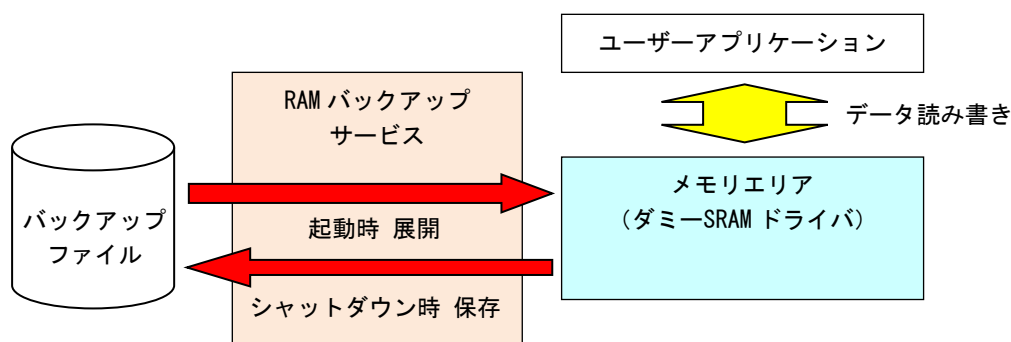 ユーザーアプリケーション
データ読み書き
RAM バックアップ
サービス
メモリエリア
(ダミーSRAM ドライバ)
バックアップ
ファイル
起動時 展開
シャットダウン時 保存